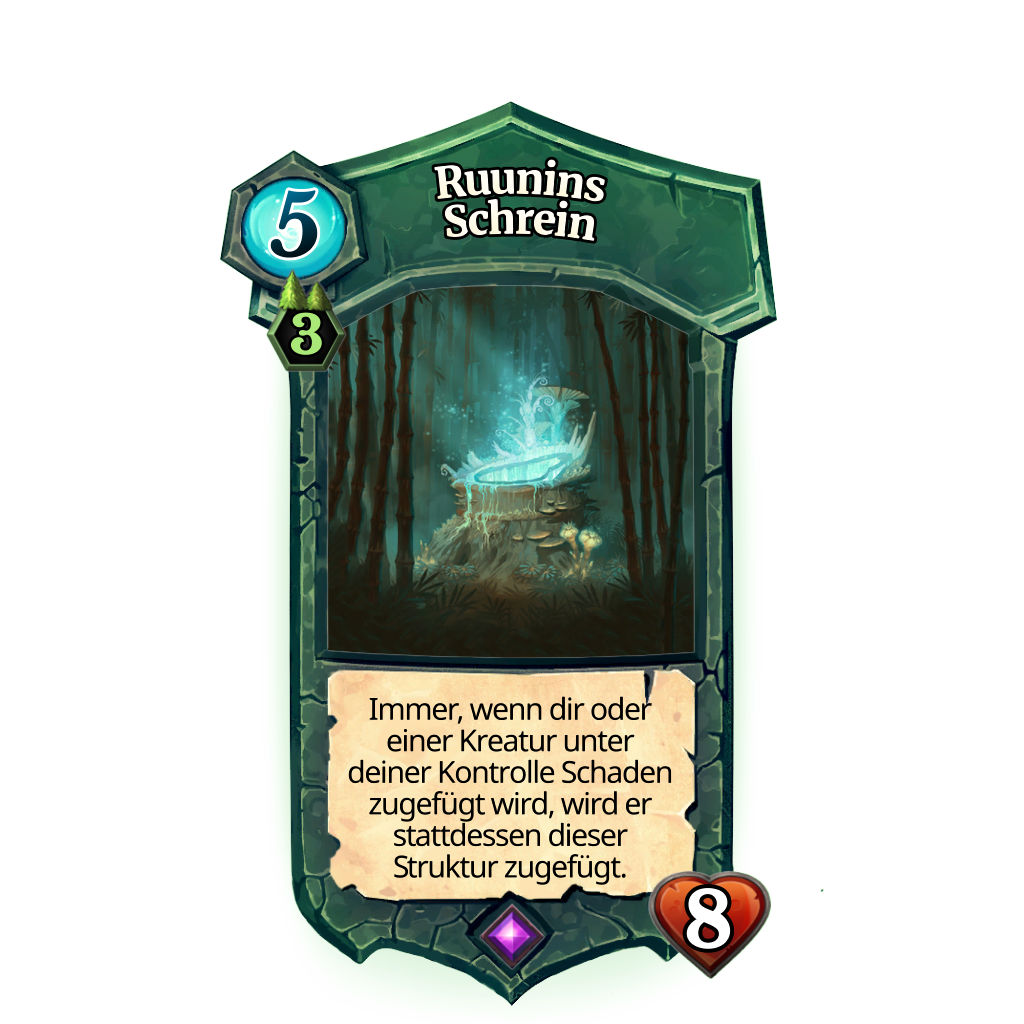 Ruunins
Schrein
5
3
Immer, wenn dir oder
einer Kreatur unter
deiner Kontrolle Schaden
zugefügt wird, wird er
stattdessen dieser
Struktur zugefügt.
8